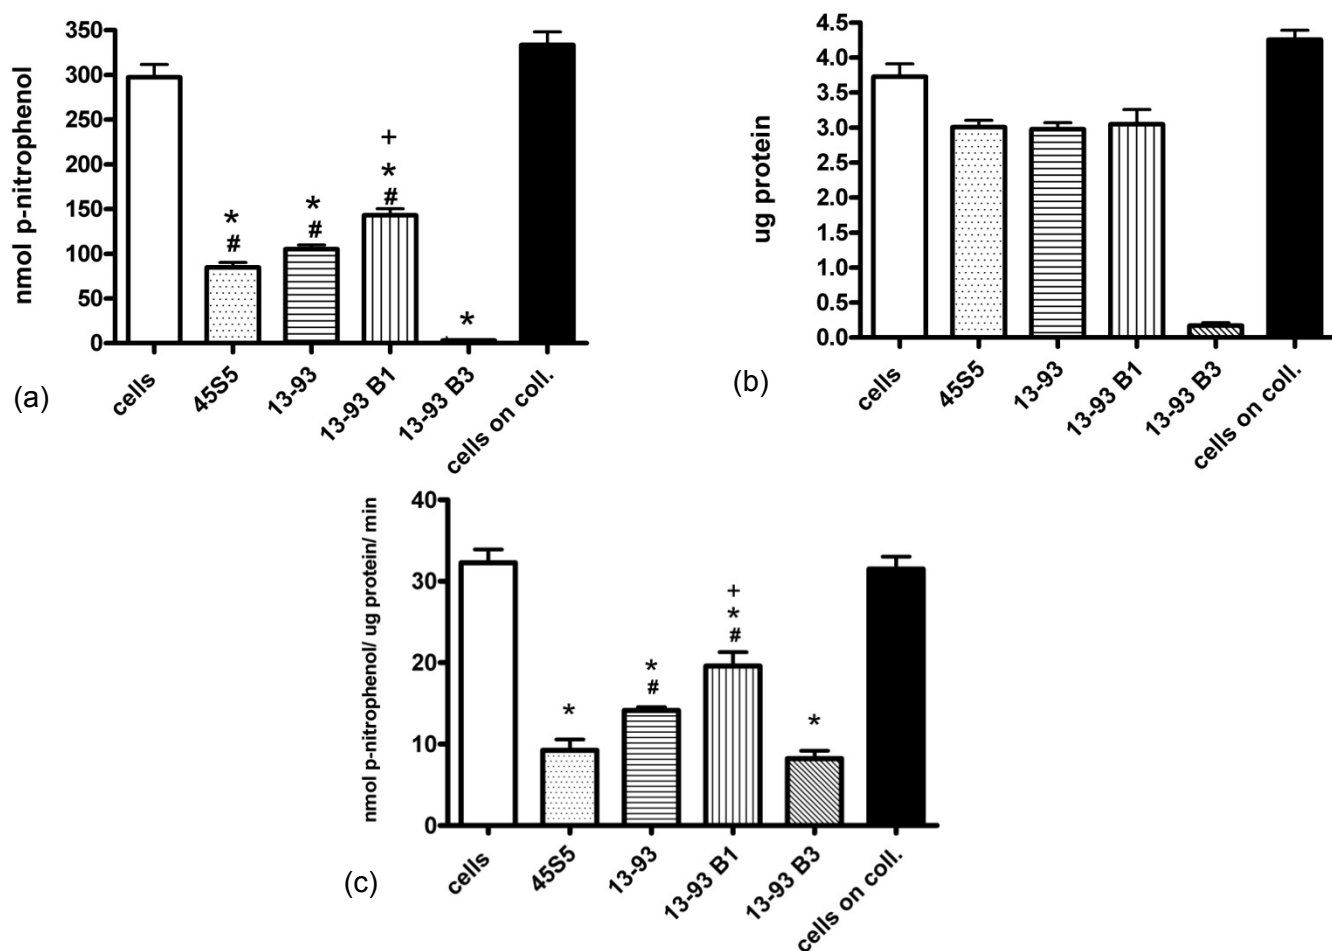 nmol p-nitrophenol
350
300
250
200
150
100
50
0
*
#
*
#
+
*
#
*
cells
45S5
13-93
13-93 B1
13-93 B3
cells on coll.
(a)
ug protein
4.5
4.0
3.5
3.0
2.5
2.0
1.5
1.0
0.5
0.0
cells
45S5
13-93
13-93 B1
13-93 B3
cells on coll.
(b)
nmol p-nitrophenol/ ug protein/ min
40
30
20
10
0
*
*
#
+
*
#
*
cells
45S5
13-93
13-93 B1
13-93 B3
cells on coll.
(c)